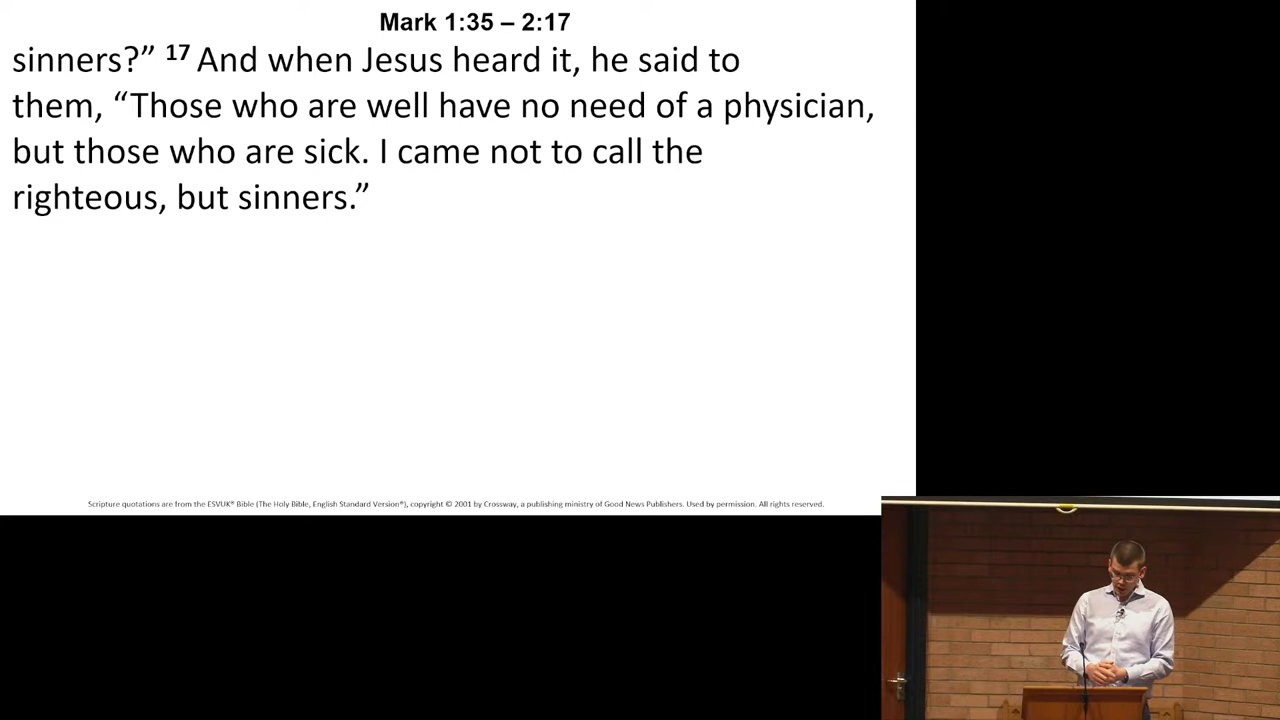 Mark 1:35 – 2:17
sinners?” 17 And when Jesus heard it, he said to
them, “Those who are well have no need of a physician,
but those who are sick. I came not to call the
righteous, but sinners.”
Scripture quotations are from the ESVUK® Bible (The Holy Bible, English Standard Version®), copyright © 2001 by Crossway, a publishing ministry of Good News Publishers. Used by permission. All rights reserved.